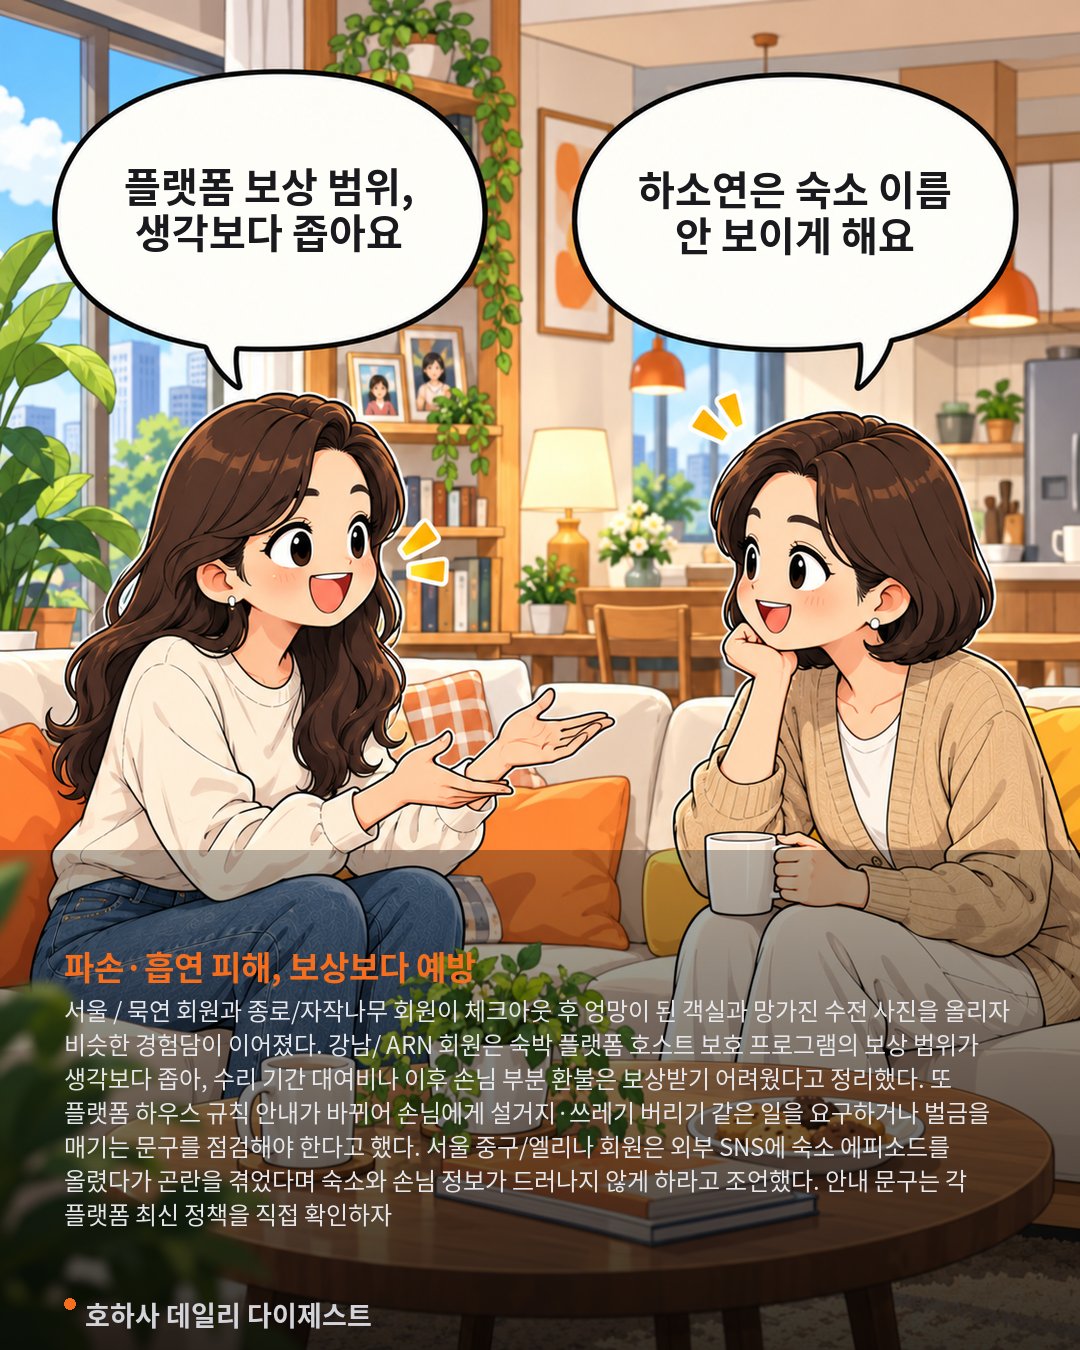 플랫폼 보상 범위,
생각보다 좁아요
하소연은 숙소 이름
안 보이게 해요
파손·흡연 피해, 보상보다 예방
서울 / 묵연 회원과 종로/자작나무 회원이 체크아웃 후 엉망이 된 객실과 망가진 수전 사진을 올리자
비슷한 경험담이 이어졌다. 강남/ ARN 회원은 숙박 플랫폼 호스트 보호 프로그램의 보상 범위가
생각보다 좁아, 수리 기간 대여비나 이후 손님 부분 환불은 보상받기 어려웠다고 정리했다. 또
플랫폼 하우스 규칙 안내가 바뀌어 손님에게 설거지·쓰레기 버리기 같은 일을 요구하거나 벌금을
매기는 문구를 점검해야 한다고 했다. 서울 중구/엘리나 회원은 외부 SNS에 숙소 에피소드를
올렸다가 곤란을 겪었다며 숙소와 손님 정보가 드러나지 않게 하라고 조언했다. 안내 문구는 각
플랫폼 최신 정책을 직접 확인하자
호하사 데일리 다이제스트